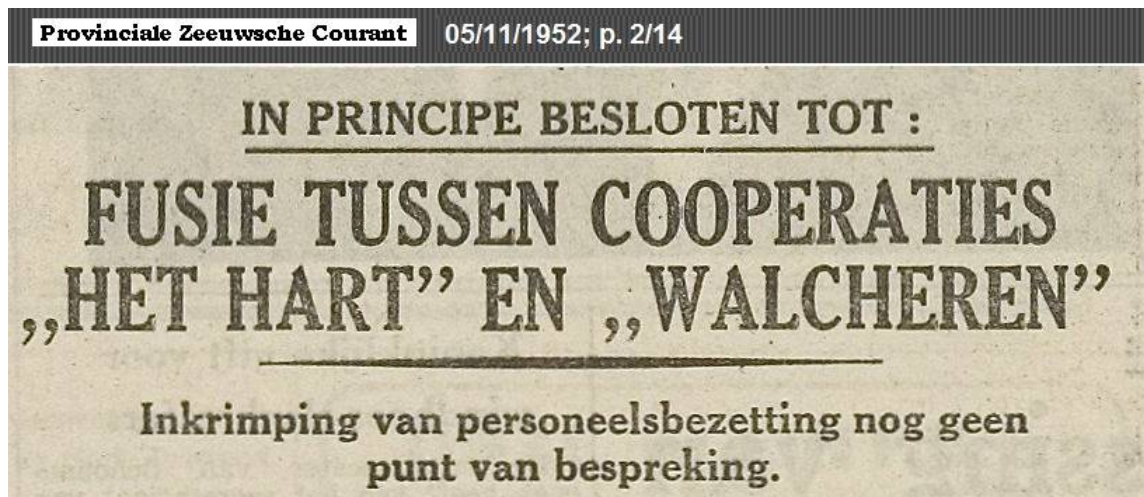 Provinciale Zeeuwsche Courant 05/11/1952; p. 2/14
IN PRINCIPE BESLOTEN TOT :
FUSIE TUSSEN COOPERATIES
„HET HART” EN „WALCHEREN”
Inkrimping van personeelsbezetting nog geen
punt van bespreking.